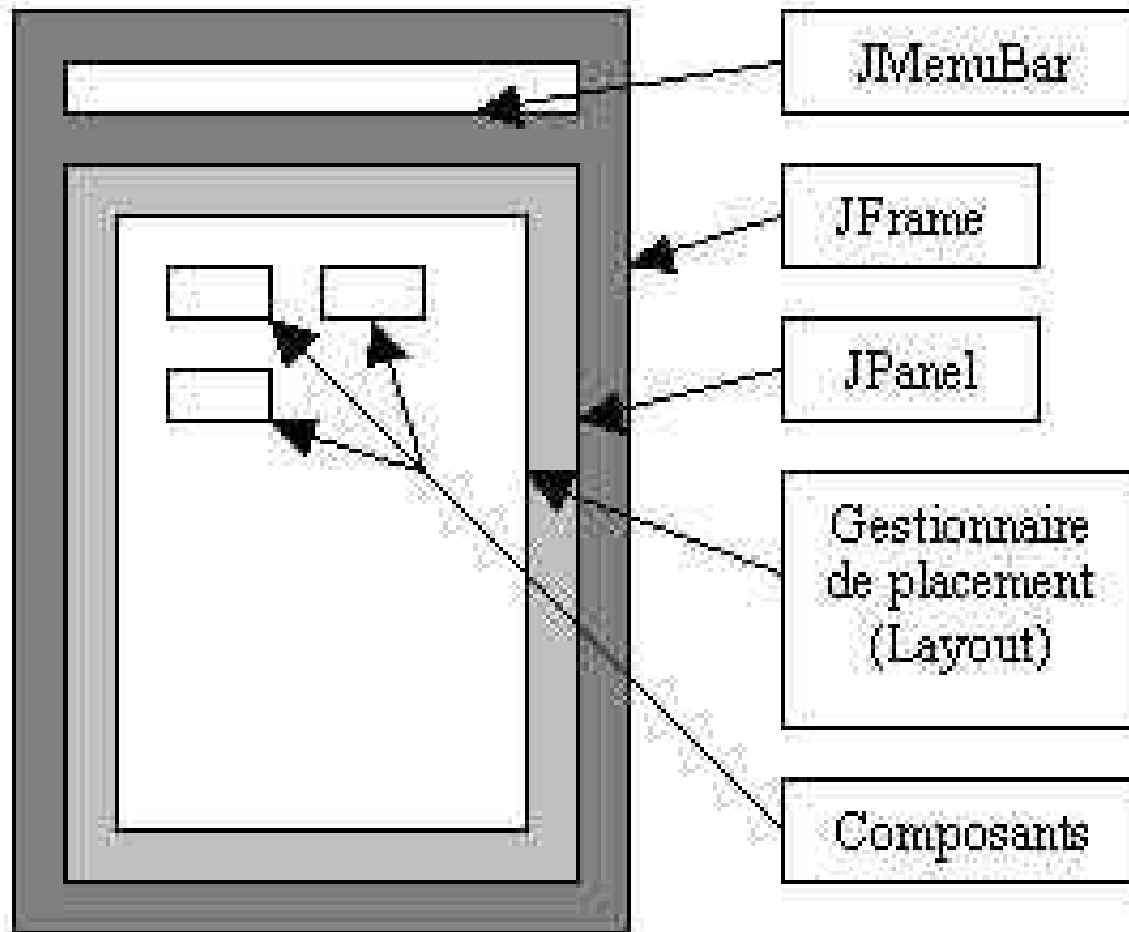 JMenuBar
JFrame
JPanel
Gestionnaire
de placement
(Layout)
Composants